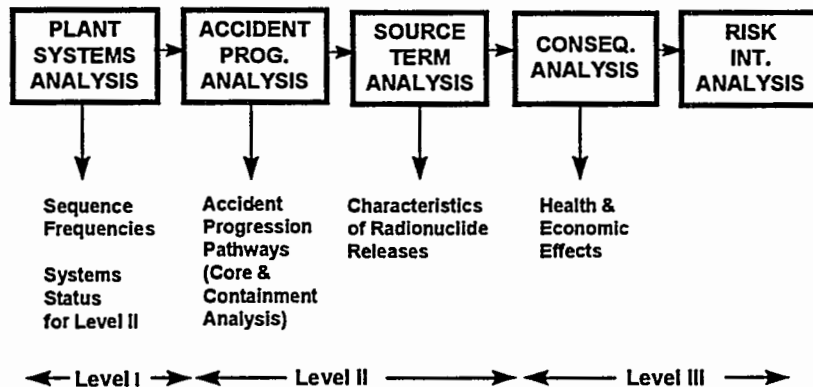 PLANT
SYSTEMS
ANALYSIS
ACCIDENT
PROG.
ANALYSIS
SOURCE
TERM
ANALYSIS
CONSEQ.
ANALYSIS
RISK
INT.
ANALYSIS
Sequence
Frequencies
Systems
Status
for Level II
Accident
Progression
Pathways
(Core &
Containment
Analysis)
Characteristics
of Radionuclide
Releases
Health &
Economic
Effects
Level I
Level II
Level III